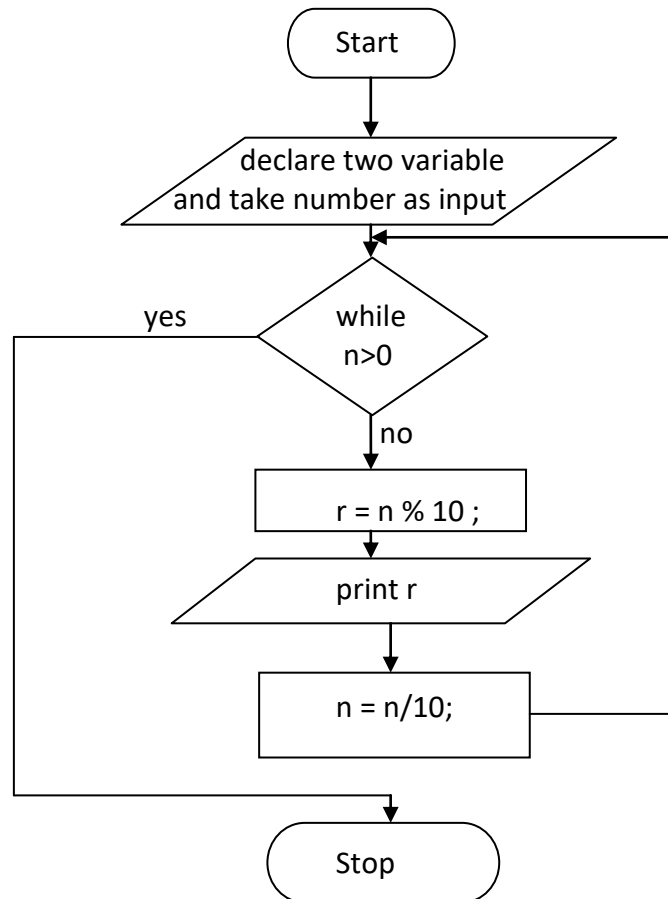 Start
declare two variable
and take number as input
yes
while
n>0
no
r = n % 10 ;
print r
n = n/10;
Stop